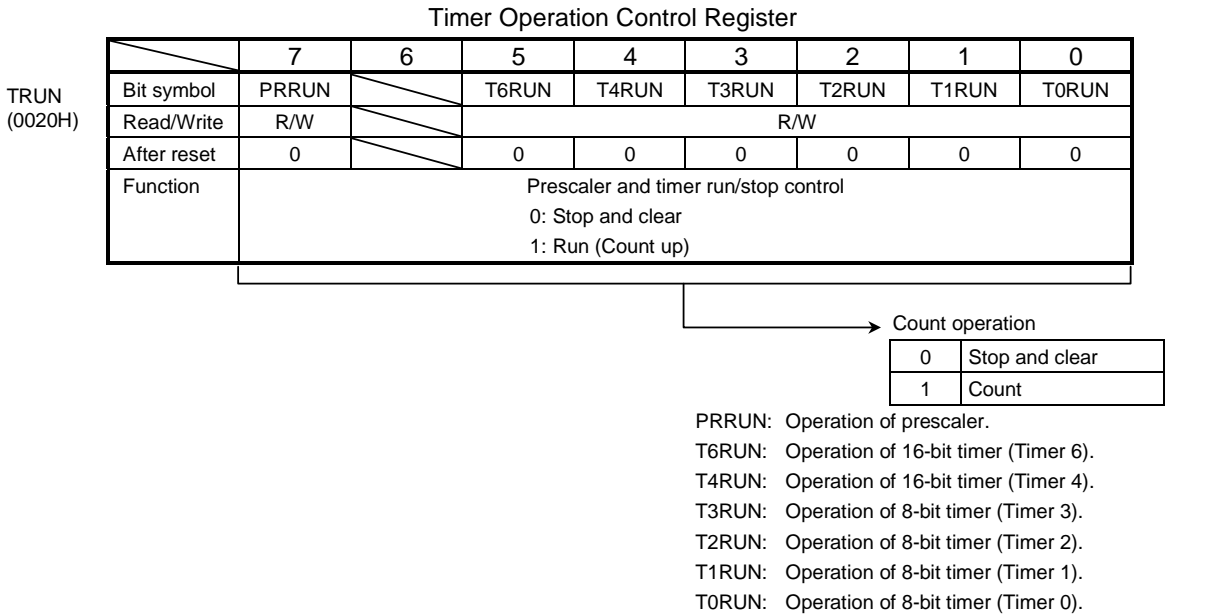 Timer Operation Control Register
7 6 5 4 3 2 1 0
TRUN
(0020H)
Bit symbol PRRUN T6RUN T4RUN T3RUN T2RUN T1RUN T0RUN
Read/Write R/W R/W
After reset 0 0 0 0 0 0 0
Function Prescaler and timer run/stop control
0: Stop and clear
1: Run (Count up)
Count operation
0 Stop and clear
1 Count
PRRUN: Operation of prescaler.
T6RUN: Operation of 16-bit timer (Timer 6).
T4RUN: Operation of 16-bit timer (Timer 4).
T3RUN: Operation of 8-bit timer (Timer 3).
T2RUN: Operation of 8-bit timer (Timer 2).
T1RUN: Operation of 8-bit timer (Timer 1).
T0RUN: Operation of 8-bit timer (Timer 0).